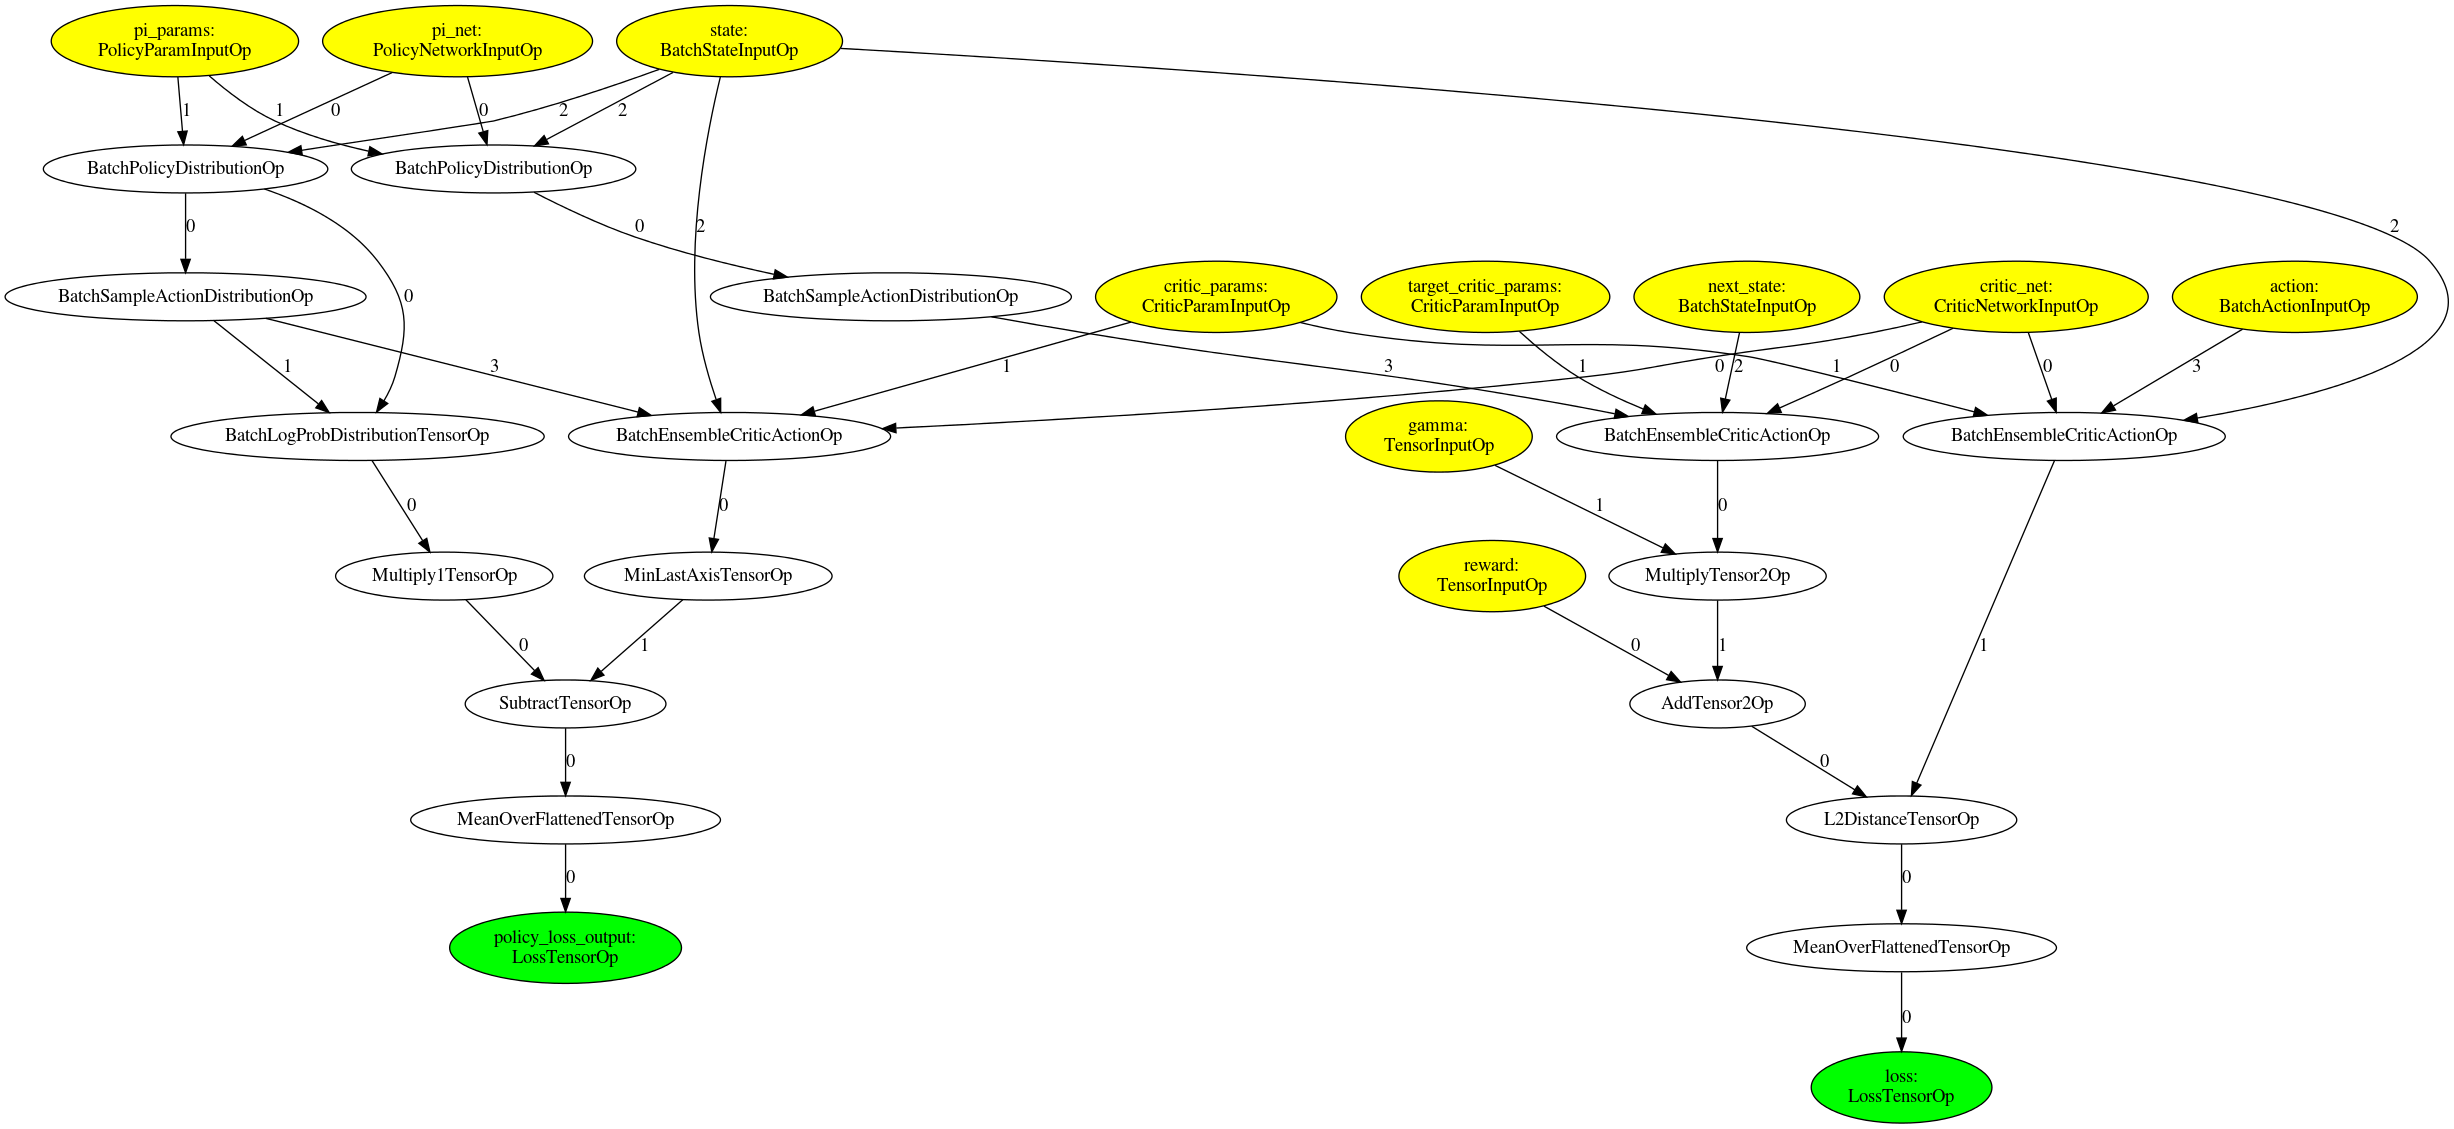 pi_params:
PolicyParamInputOp
pi_net:
PolicyNetworkInputOp
state:
BatchStateInputOp
1
1
0
0
2
2
BatchPolicyDistributionOp
BatchPolicyDistributionOp
0
0
2
2
BatchSampleActionDistributionOp
0
BatchSampleActionDistributionOp
critic_params:
CriticParamInputOp
target_critic_params:
CriticParamInputOp
next_state:
BatchStateInputOp
critic_net:
CriticNetworkInputOp
action:
BatchActionInputOp
1
3
1
3
1
0
2
1
0
0
3
BatchLogProbDistributionTensorOp
BatchEnsembleCriticActionOp
gamma:
TensorInputOp
BatchEnsembleCriticActionOp
BatchEnsembleCriticActionOp
0
0
1
0
Multiply1TensorOp
MinLastAxisTensorOp
reward:
TensorInputOp
MultiplyTensor2Op
0
1
0
1
1
SubtractTensorOp
AddTensor2Op
0
0
MeanOverFlattenedTensorOp
L2DistanceTensorOp
0
0
policy_loss_output:
LossTensorOp
MeanOverFlattenedTensorOp
0
loss:
LossTensorOp